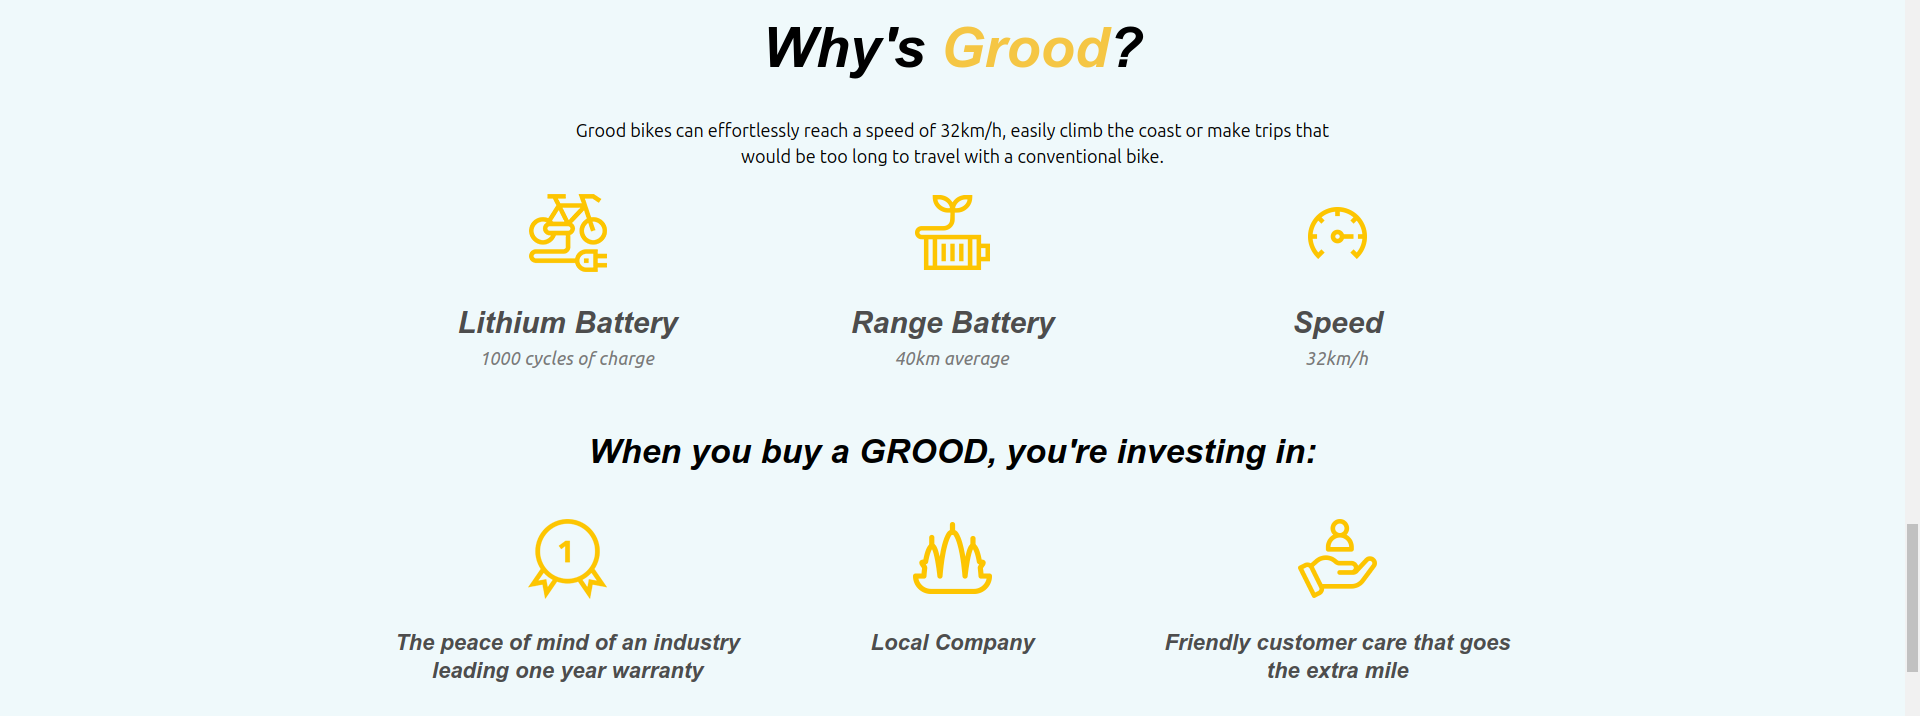 Why's Grood?
Grood bikes can effortlessly reach a speed of 32km/h, easily climb the coast or make trips that
would be too long to travel with a conventional bike.
Lithium Battery
1000 cycles of charge
Range Battery
40km average
Speed
32km/h
When you buy a GROOD, you're investing in:
1
The peace of mind of an industry
leading one year warranty
Local Company
Friendly customer care that goes
the extra mile